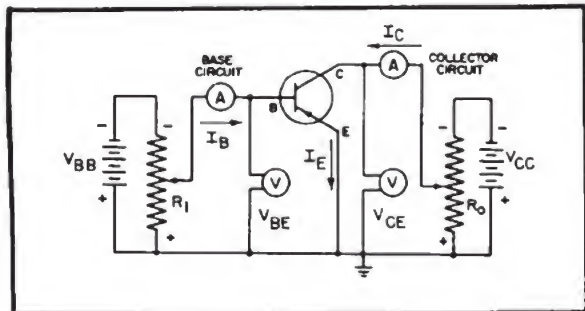 I_C
BASE
CIRCUIT
A
C
A
COLLECTOR
CIRCUIT
B
E
-
-
-
-
I_B
I_E
V_BB
R_1
V
V_BE
V
V_CE
R_o
V_CC
+
+
+
+